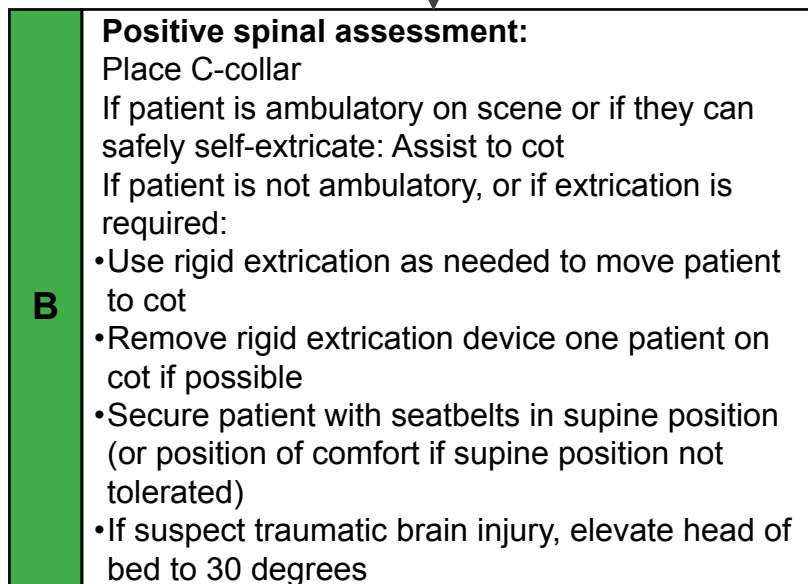 B
Positive spinal assessment:
Place C-collar
If patient is ambulatory on scene or if they can
safely self-extricate: Assist to cot
If patient is not ambulatory, or if extrication is
required:
•Use rigid extrication as needed to move patient
to cot
•Remove rigid extrication device one patient on
cot if possible
•Secure patient with seatbelts in supine position
(or position of comfort if supine position not
tolerated)
•If suspect traumatic brain injury, elevate head of
bed to 30 degrees